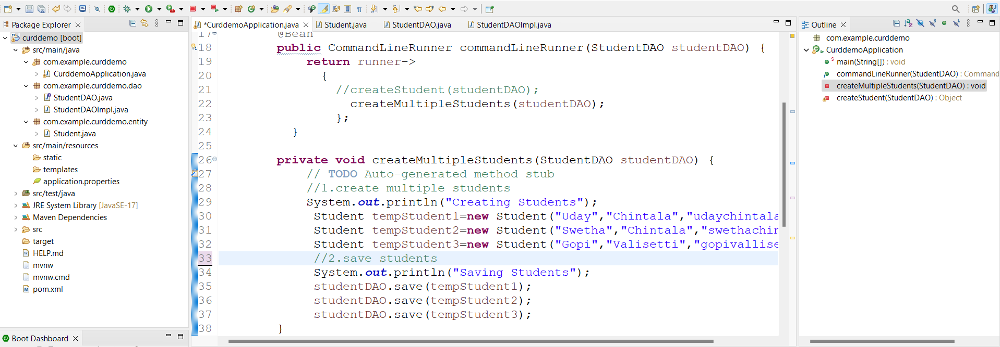 Package Explorer
curddemo [boot]
src/main/java
com.example.curddemo
CurddemoApplication.java
com.example.curddemo.dao
StudentDAO.java
StudentDAOImpl.java
com.example.curddemo.entity
Student.java
src/main/resources
static
templates
application.properties
src/test/java
JRE System Library [JavaSE-17]
Maven Dependencies
src
target
HELP.md
mvnw
mvnw.cmd
pom.xml
Boot Dashboard
*CurddemoApplication.java
Student.java
StudentDAO.java
StudentDAOImpl.java
17 @Bean
18 public CommandLineRunner commandLineRunner(StudentDAO studentDAO) {
19 return runner->
20 {
21 //createStudent(studentDAO);
22 createMultipleStudents(studentDAO);
23 };
24 }
25
26 private void createMultipleStudents(StudentDAO studentDAO) {
27 // TODO Auto-generated method stub
28 //1.create multiple students
29 System.out.println("Creating Students");
30 Student tempStudent1=new Student("Uday","Chintala","udaychintala
31 Student tempStudent2=new Student("Swetha","Chintala","swethachin
32 Student tempStudent3=new Student("Gopi","Valisetti","gopivallise
33 //2.save students
34 System.out.println("Saving Students");
35 studentDAO.save(tempStudent1);
36 studentDAO.save(tempStudent2);
37 studentDAO.save(tempStudent3);
38 }
Outline
com.example.curddemo
CurddemoApplication
main(String[]) : void
commandLineRunner(StudentDAO) : Command
createMultipleStudents(StudentDAO) : void
createStudent(StudentDAO) : Object